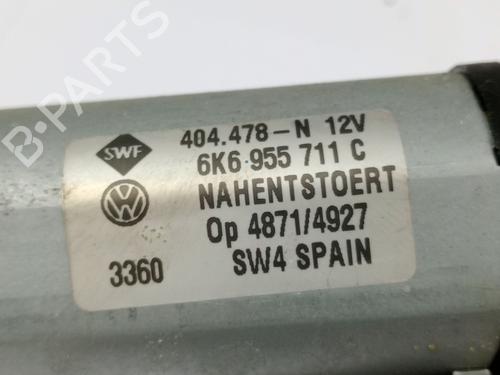 404.478-N 12V
SWF
6K6 955 711 C
NAHENTSTOERT
Op 4871/4927
3360 SW4 SPAIN
B-PARTS